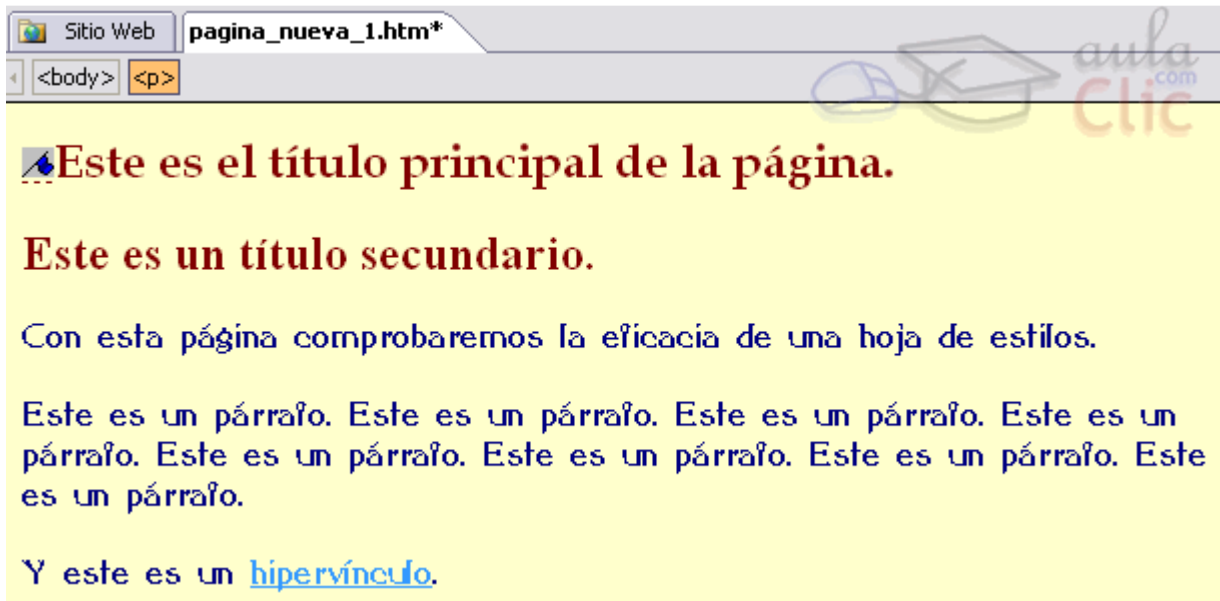 Sitio Web pagina_nueva_1.htm*
<body> <p>
aula
.com
Clic
Este es el título principal de la página.
Este es un título secundario.
Con esta página comprobaremos la eficacia de una hoja de estilos.
Este es un párrafo. Este es un párrafo. Este es un párrafo. Este es un
párrafo. Este es un párrafo. Este es un párrafo. Este es un párrafo. Este
es un párrafo.
Y este es un hipervínculo.